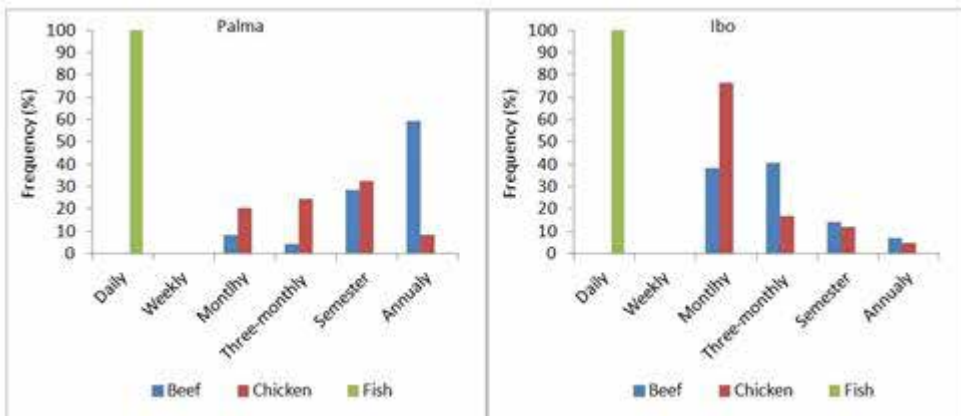 Palma
Frequency (%)
100
90
80
70
60
50
40
30
20
10
0
Daily
Weekly
Montlhy
Three-monthly
Semester
Annualy
Beef
Chicken
Fish
Ibo
Frequency (%)
100
90
80
70
60
50
40
30
20
10
0
Daily
Weekly
Montlhy
Three-monthly
Semester
Annualy
Beef
Chicken
Fish